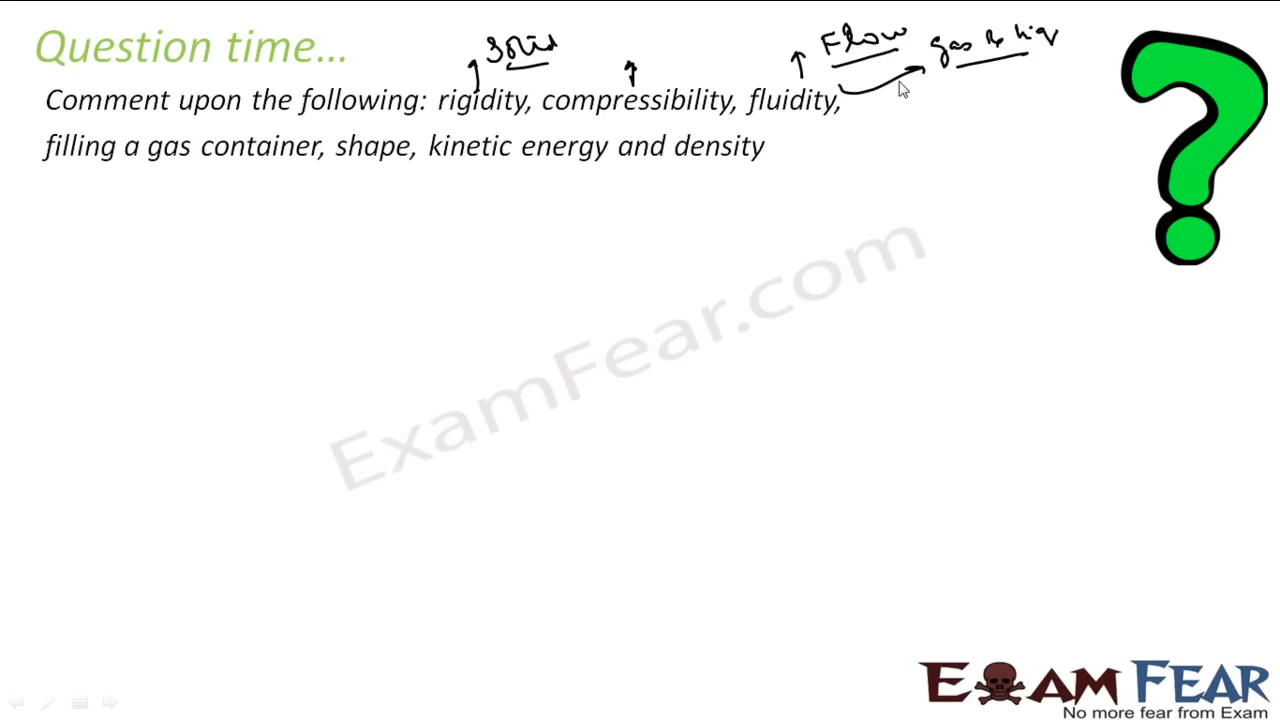 Question time...
Solid
Flow
gas & liq
Comment upon the following: rigidity, compressibility, fluidity,
filling a gas container, shape, kinetic energy and density
ExamFear.com
EXAM FEAR
No more fear from Exam